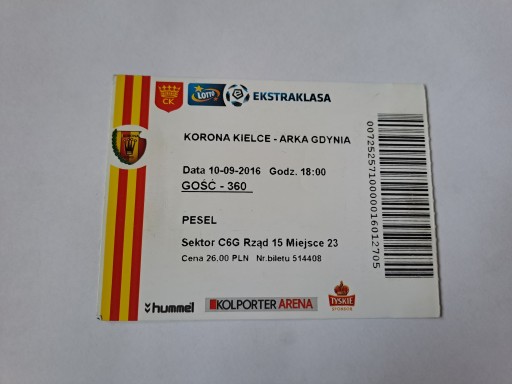 CK
LOTTO
EKSTRAKLASA
KORONA KIELCE - ARKA GDYNIA
Data 10-09-2016 Godz. 18:00
GOŚĆ - 360
PESEL
Sektor C6G Rząd 15 Miejsce 23
Cena 26.00 PLN Nr.biletu 514408
hummel
KOLPORTER ARENA
TYSKIE
00725257100000016012705